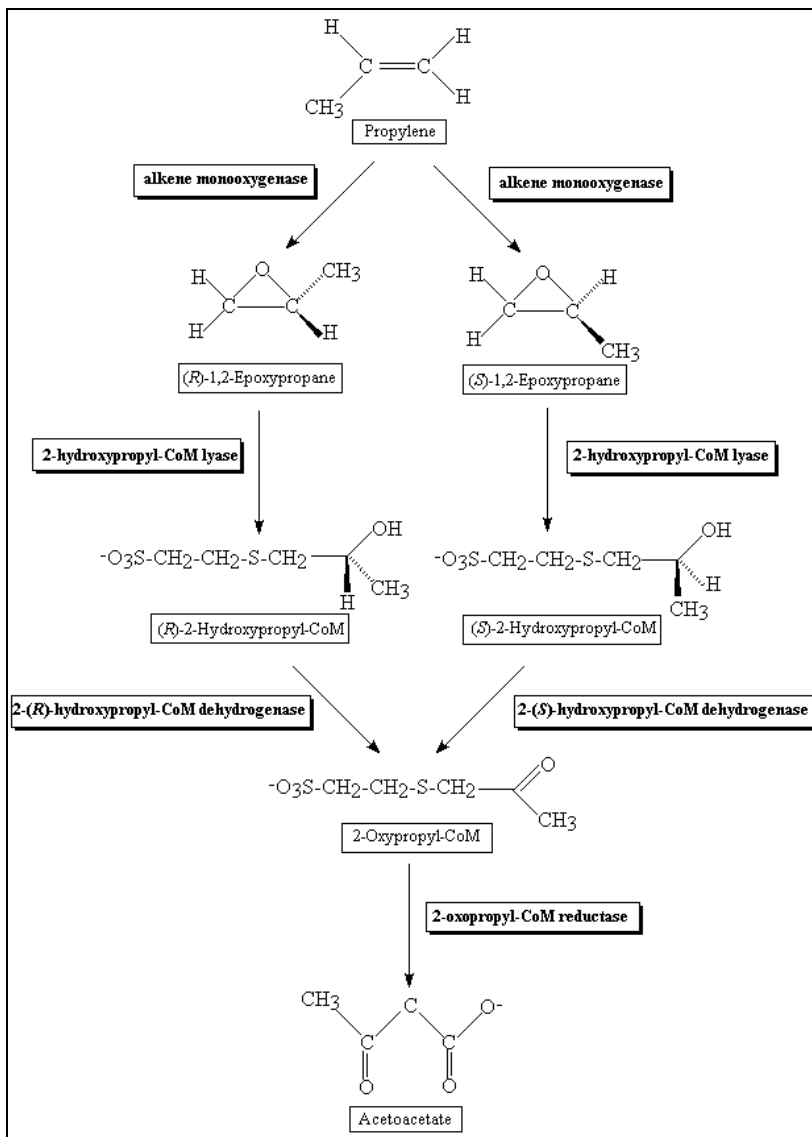 H H
C C
CH3 H
Propylene
alkene monooxygenase alkene monooxygenase
O O
H CH3 H H
C C C C
H H H CH3
(R)-1,2-Epoxypropane (S)-1,2-Epoxypropane
2-hydroxypropyl-CoM lyase 2-hydroxypropyl-CoM lyase
OH OH
-O3S-CH2-CH2-S-CH2 -O3S-CH2-CH2-S-CH2
H CH3 CH3 H
(R)-2-Hydroxypropyl-CoM (S)-2-Hydroxypropyl-CoM
2-(R)-hydroxypropyl-CoM dehydrogenase 2-(S)-hydroxypropyl-CoM dehydrogenase
O
-O3S-CH2-CH2-S-CH2
CH3
2-Oxypropyl-CoM
2-oxopropyl-CoM reductase
CH3 C O-
C C
O O
Acetoacetate